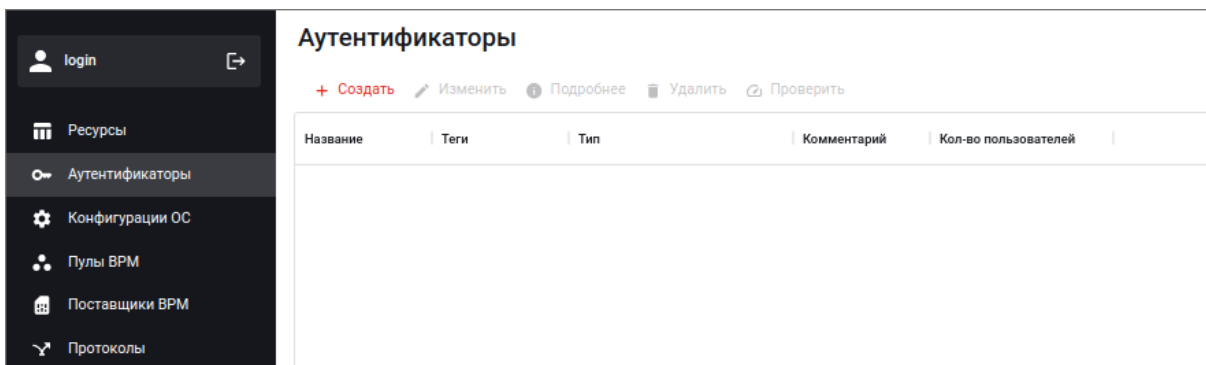 login
Ресурсы
Аутентификаторы
Конфигурации ОС
Пулы ВРМ
Поставщики ВРМ
Протоколы
Аутентификаторы
+ Создать Изменить Подробнее Удалить Проверить
Название Теги Тип Комментарий Кол-во пользователей